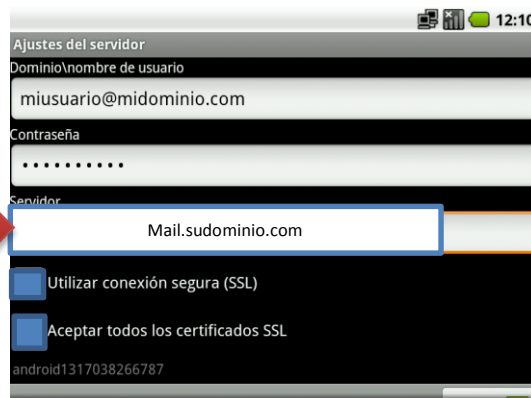 12:10
Ajustes del servidor
Dominio\nombre de usuario
miusuario@midominio.com
Contraseña
••••••••••
Servidor
Mail.sudominio.com
Utilizar conexión segura (SSL)
Aceptar todos los certificados SSL
android1317038266787